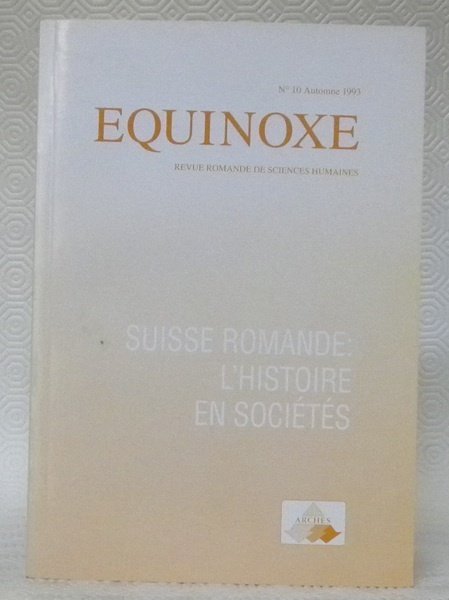 N° 10 Automne 1993
EQUINOXE
REVUE ROMANDE DE SCIENCES HUMAINES
SUISSE ROMANDE:
L'HISTOIRE
EN SOCIÉTÉS
ARCHES